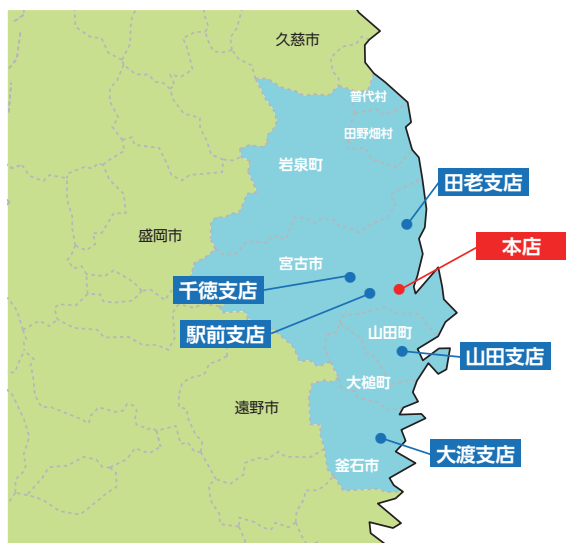 久慈市
普代村
田野畑村
岩泉町
田老支店
盛岡市
本店
宮古市
千徳支店
駅前支店
山田町
山田支店
大槌町
遠野市
大渡支店
釜石市